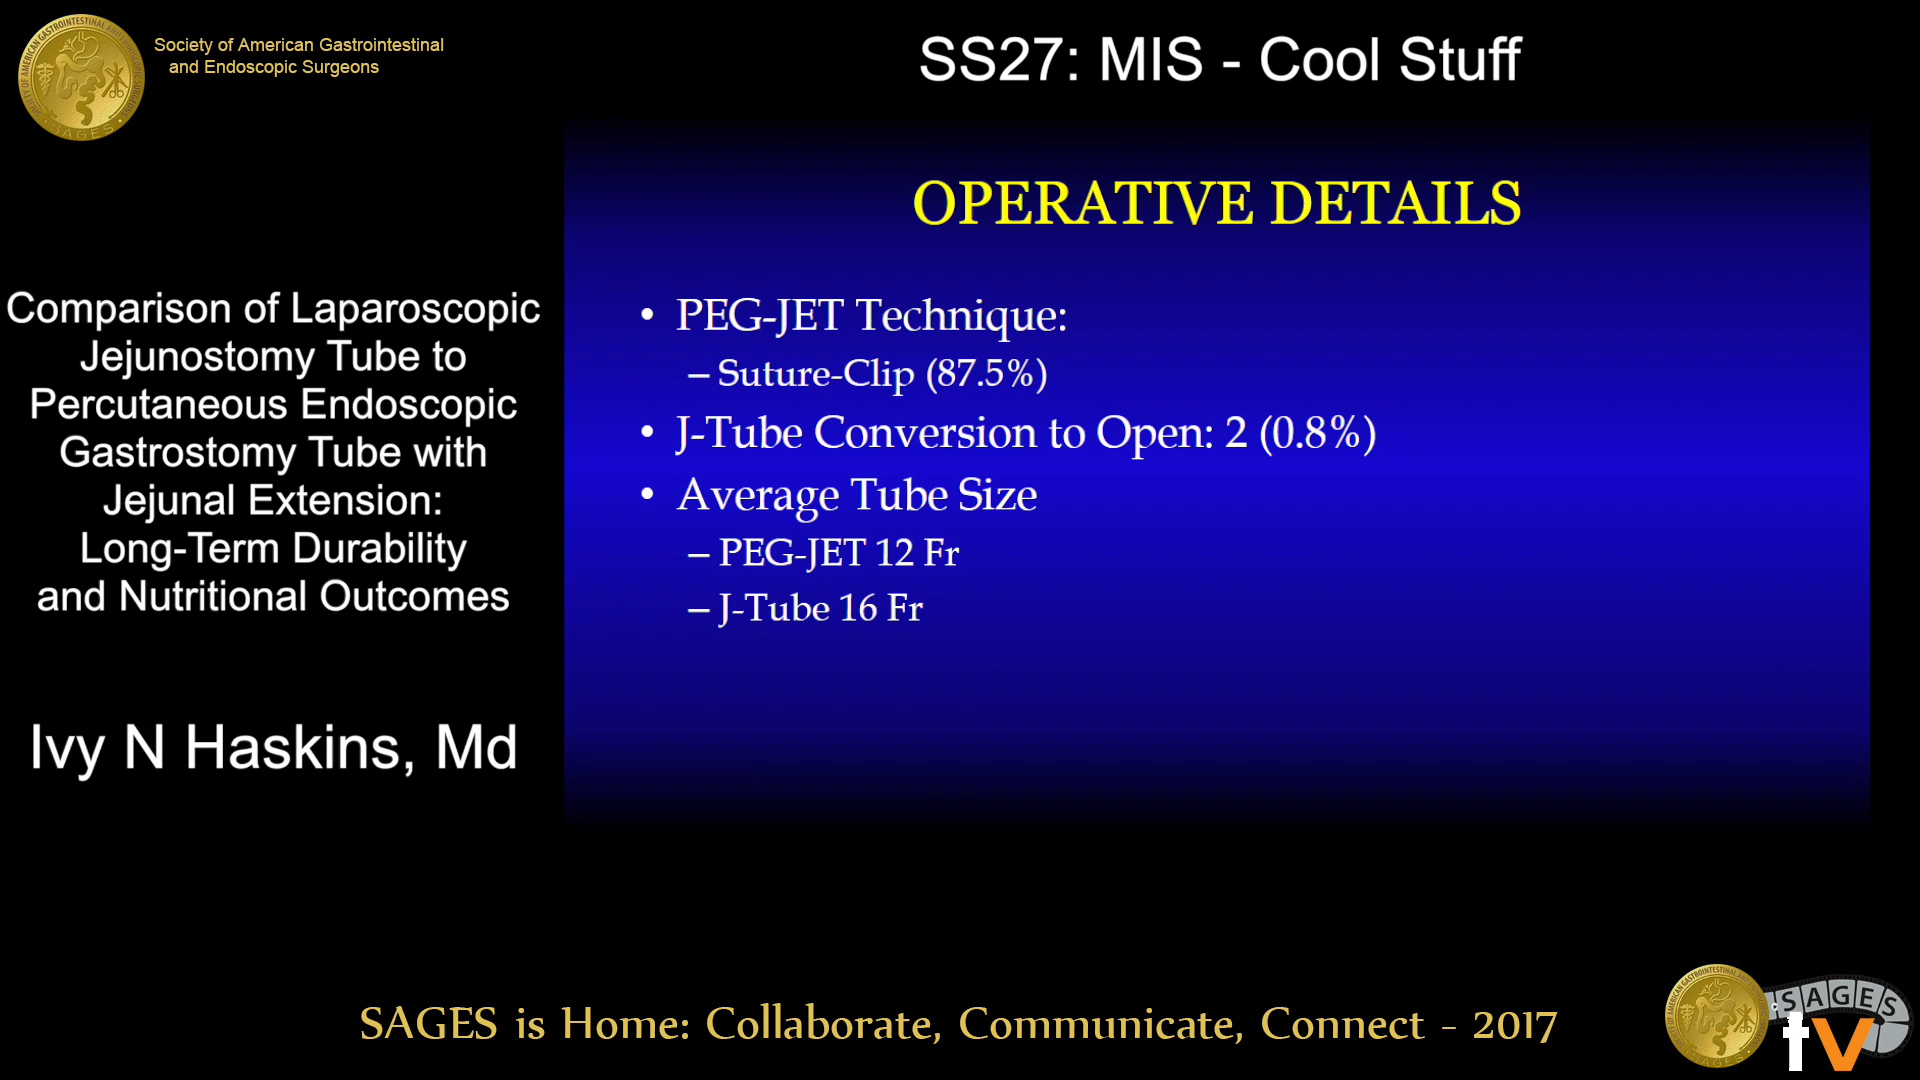 Society of American Gastrointestinal
and Endoscopic Surgeons
SS27: MIS - Cool Stuff
Comparison of Laparoscopic
Jejunostomy Tube to
Percutaneous Endoscopic
Gastrostomy Tube with
Jejunal Extension:
Long-Term Durability
and Nutritional Outcomes
Ivy N Haskins, Md
OPERATIVE DETAILS
• PEG-JET Technique:
– Suture-Clip (87.5%)
• J-Tube Conversion to Open: 2 (0.8%)
• Average Tube Size
– PEG-JET 12 Fr
– J-Tube 16 Fr
SAGES is Home: Collaborate, Communicate, Connect - 2017
SAGES
tv